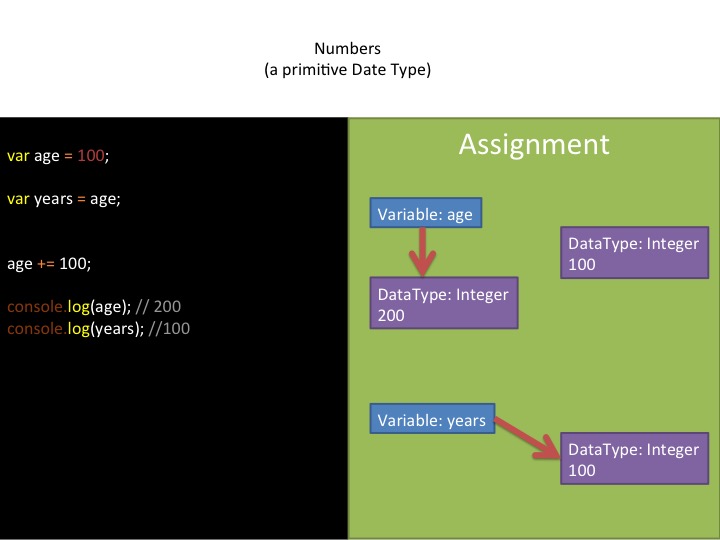 Numbers
(a primitive Date Type)
var age = 100;
var years = age;
age += 100;
console.log(age); // 200
console.log(years); //100
Assignment
Variable: age
DataType: Integer
100
DataType: Integer
200
Variable: years
DataType: Integer
100